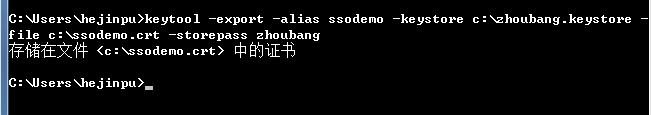 C:\Users\hejinpu>keytool -export -alias ssodemo -keystore c:\zhoubang.keystore -
file c:\ssodemo.crt -storepass zhoubang
存储在文件 <c:\ssodemo.crt> 中的证书
C:\Users\hejinpu>_